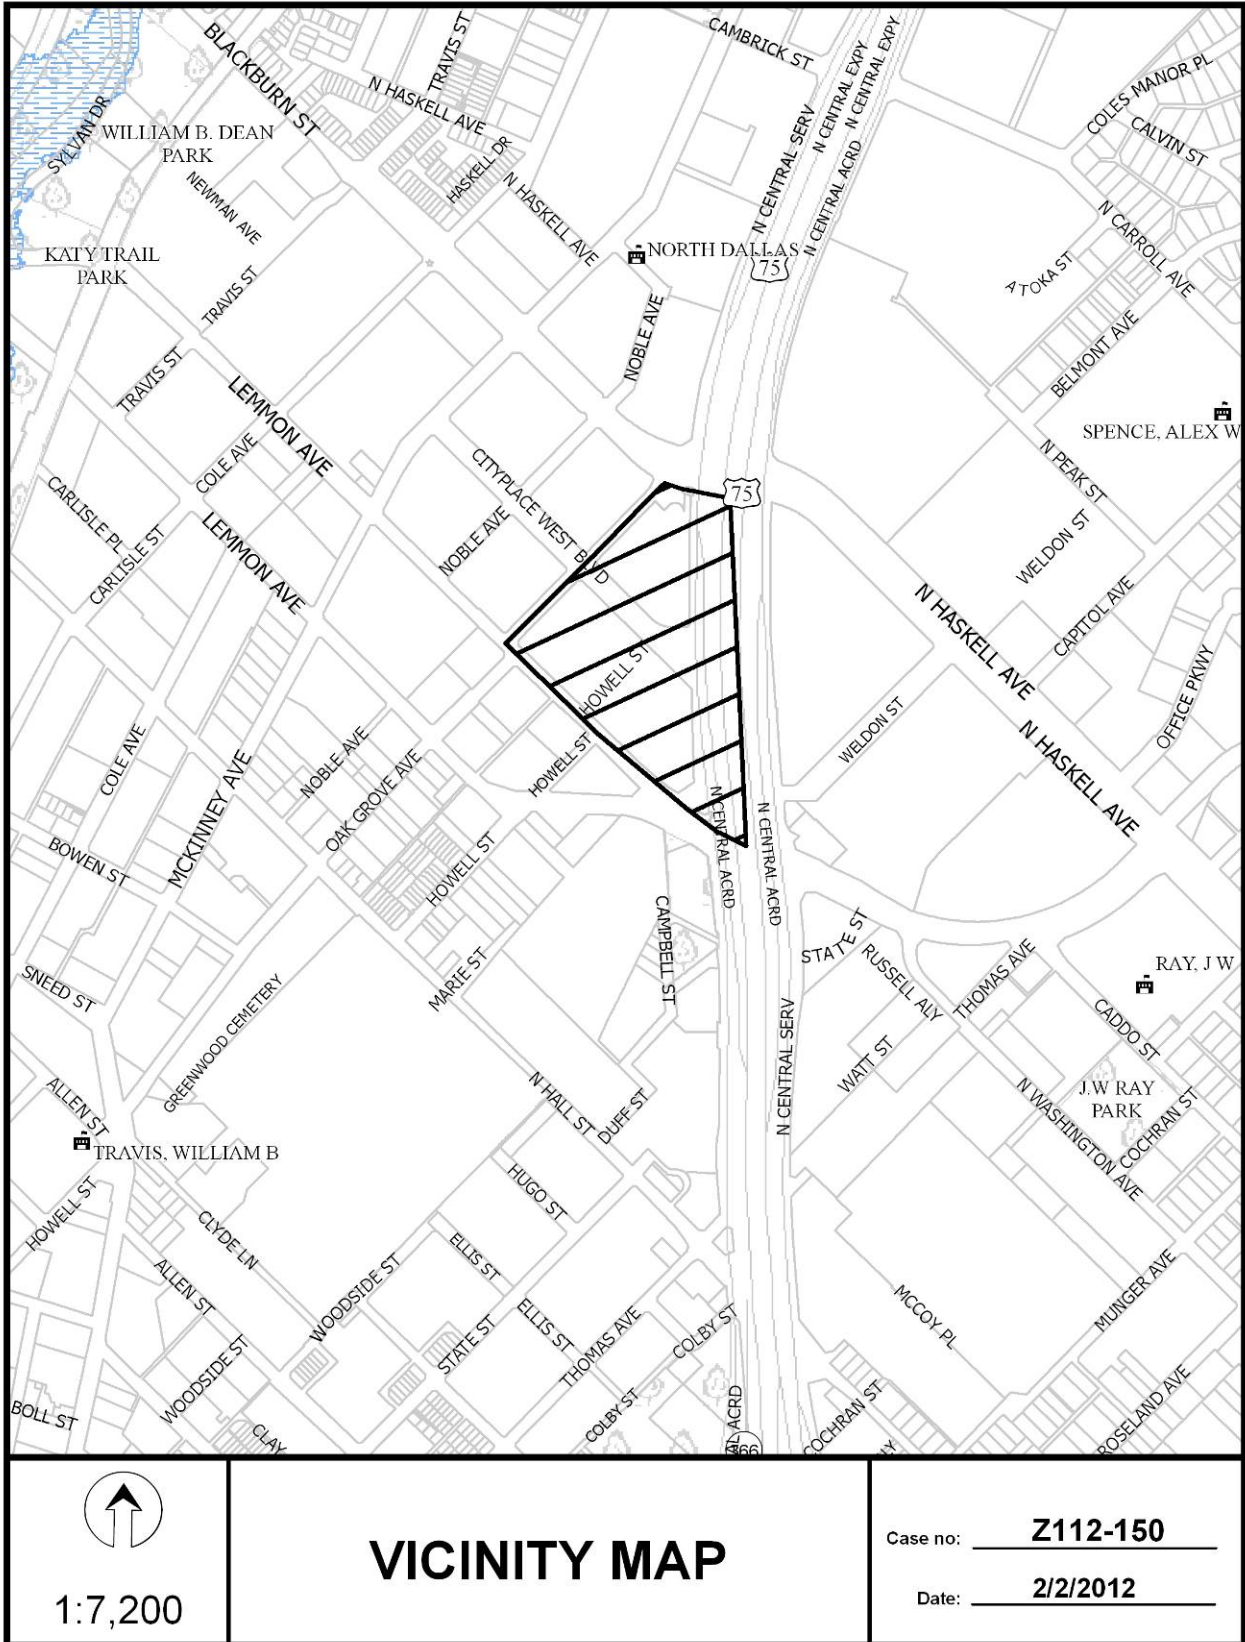 CAMBRICK ST
TRAVIS ST
BLACKBURN ST
N HASKELL AVE
N CENTRAL EXPY
N CENTRAL EXPY
COLES MANOR PL
CALVIN ST
SYLVAN DR
WILLIAM B. DEAN
PARK
HASKELL DR
N CENTRAL SERV
N CENTRAL ACRD
NEWMAN AVE
N HASKELL AVE
N CARROLL AVE
KATY TRAIL
PARK
NORTH DALLAS
75
ATOKA ST
TRAVIS ST
NOBLE AVE
BELMONT AVE
TRAVIS ST
LEMMON AVE
SPENCE, ALEX W
COLE AVE
CITYPLACE WEST BLVD
N PEAK ST
75
CARLISLE PL
CARLISLE ST
LEMMON AVE
NOBLE AVE
WELDON ST
CAPITOL AVE
N HASKELL AVE
HOWELL ST
OFFICE PKWY
WELDON ST
COLE AVE
MCKINNEY AVE
NOBLE AVE
OAK GROVE AVE
HOWELL ST
N HASKELL AVE
N CENTRAL ACRD
N CENTRAL ACRD
BOWEN ST
HOWELL ST
CAMPBELL ST
STATE ST
RUSSELL ALY
THOMAS AVE
RAY, J W
SNEED ST
MARIE ST
GREENWOOD CEMETERY
N CENTRAL SERV
CADDO ST
WATT ST
ALLEN ST
N HALL ST
DUFF ST
N WASHINGTON AVE
J.W RAY
PARK
COCHRAN ST
TRAVIS, WILLIAM B
HOWELL ST
HUGO ST
CLYDE LN
ELLIS ST
ALLEN ST
WOODSIDE ST
MUNGER AVE
MCCOY PL
ELLIS ST
STATE ST
THOMAS AVE
COLBY ST
WOODSIDE ST
BOLL ST
CLAY
COLBY ST
AL ACRD
366
COCHRAN ST
LY
ROSELAND AVE
1:7,200
VICINITY MAP
Case no: Z112-150
Date: 2/2/2012